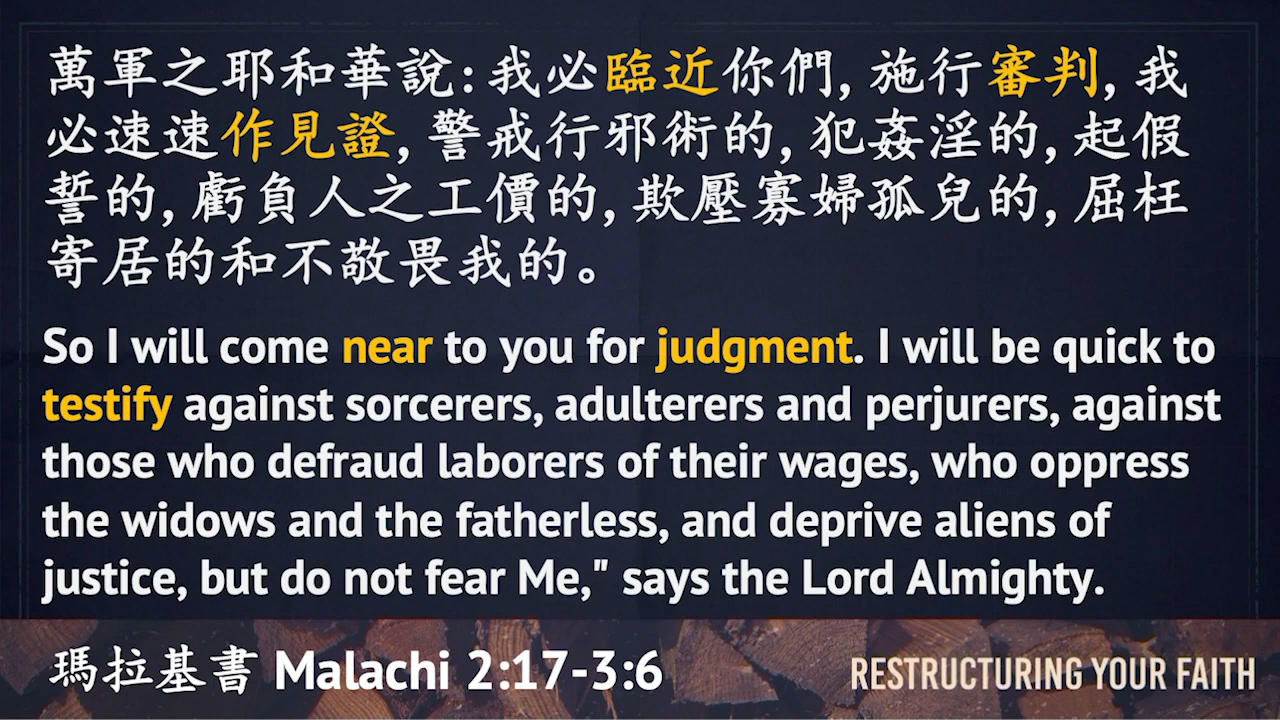 萬軍之耶和華說:我必臨近你們, 施行審判, 我
必速速作見證, 警戒行邪術的, 犯姦淫的, 起假
誓的, 虧負人之工價的, 欺壓寡婦孤兒的, 屈枉
寄居的和不敬畏我的。
So I will come near to you for judgment. I will be quick to
testify against sorcerers, adulterers and perjurers, against
those who defraud laborers of their wages, who oppress
the widows and the fatherless, and deprive aliens of
justice, but do not fear Me," says the Lord Almighty.
瑪拉基書 Malachi 2:17-3:6
RESTRUCTURING YOUR FAITH